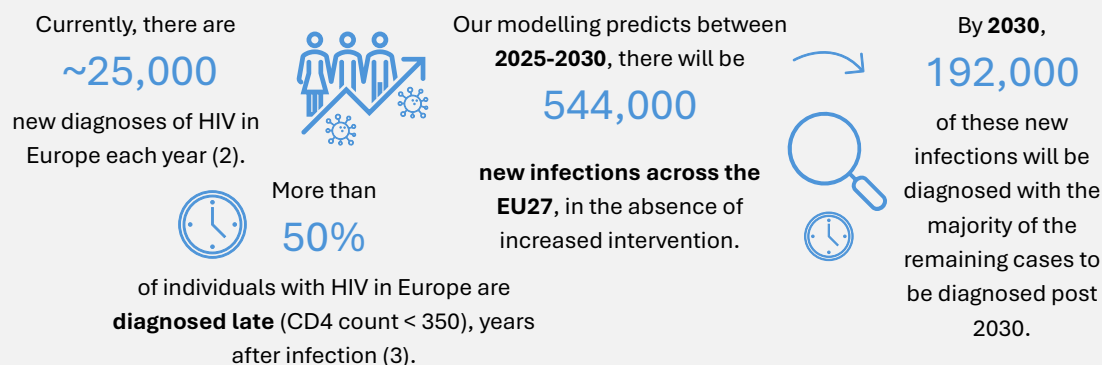 Currently, there are
~25,000
new diagnoses of HIV in
Europe each year (2).
More than
50%
of individuals with HIV in Europe are
diagnosed late (CD4 count < 350), years
after infection (3).
Our modelling predicts between
2025-2030, there will be
544,000
new infections across the
EU27, in the absence of
increased intervention.
By 2030,
192,000
of these new
infections will be
diagnosed with the
majority of the
remaining cases to
be diagnosed post
2030.